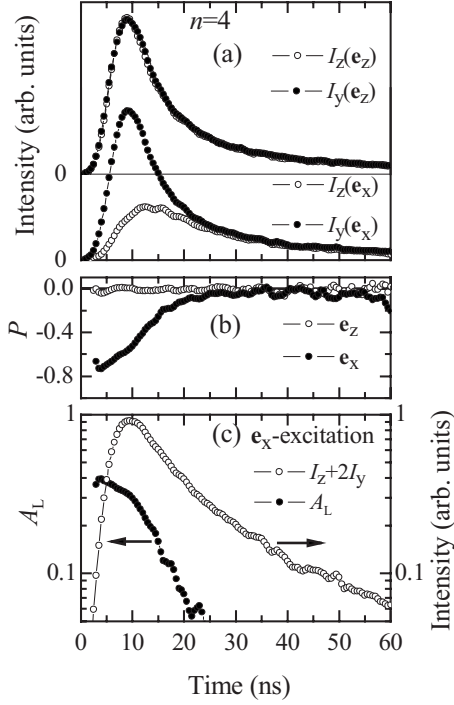 n=4
(a)
I_z(e_z)
I_y(e_z)
I_z(e_x)
I_y(e_x)
Intensity (arb. units)
0
0
0.0
-0.4
-0.8
P
(b)
e_z
e_x
1
0.1
A_L
(c) e_x-excitation
I_z+2I_y
A_L
1
0.1
Intensity (arb. units)
0 10 20 30 40 50 60
Time (ns)